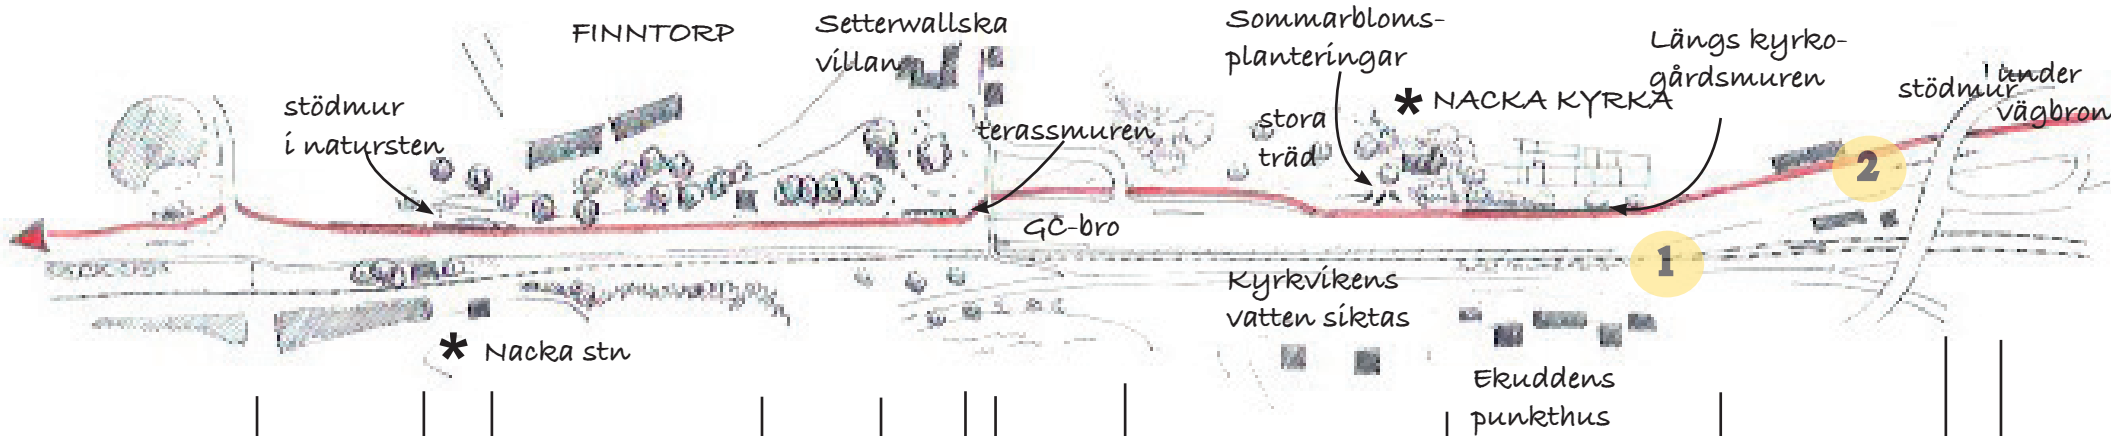 FINNTORP
Setterwallska
villan
Sommarbloms-
planteringar
Längs kyrko-
gårdsmuren
stödmur
under
vägbron
stödmur
i natursten
terassmuren
stora
träd
* NACKA KYRKA
2
GC-bro
1
Kyrkvikens
vatten siktas
* Nacka stn
Ekuddens
punkthus